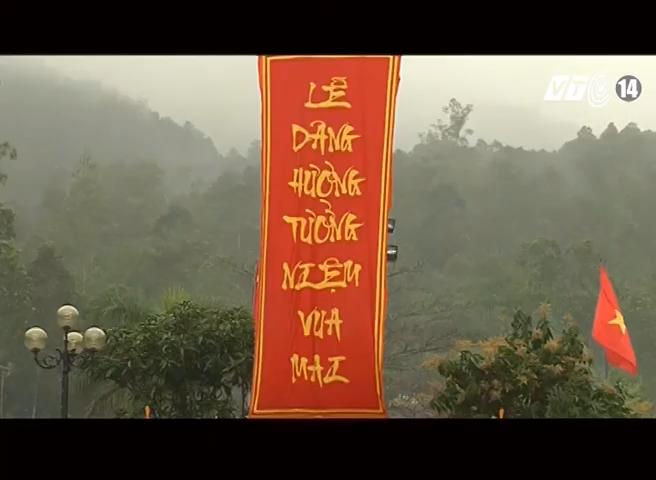 VTC 14
LỄ
DÂNG
HƯƠNG
TƯỞNG
NIỆM
VUA
MAI